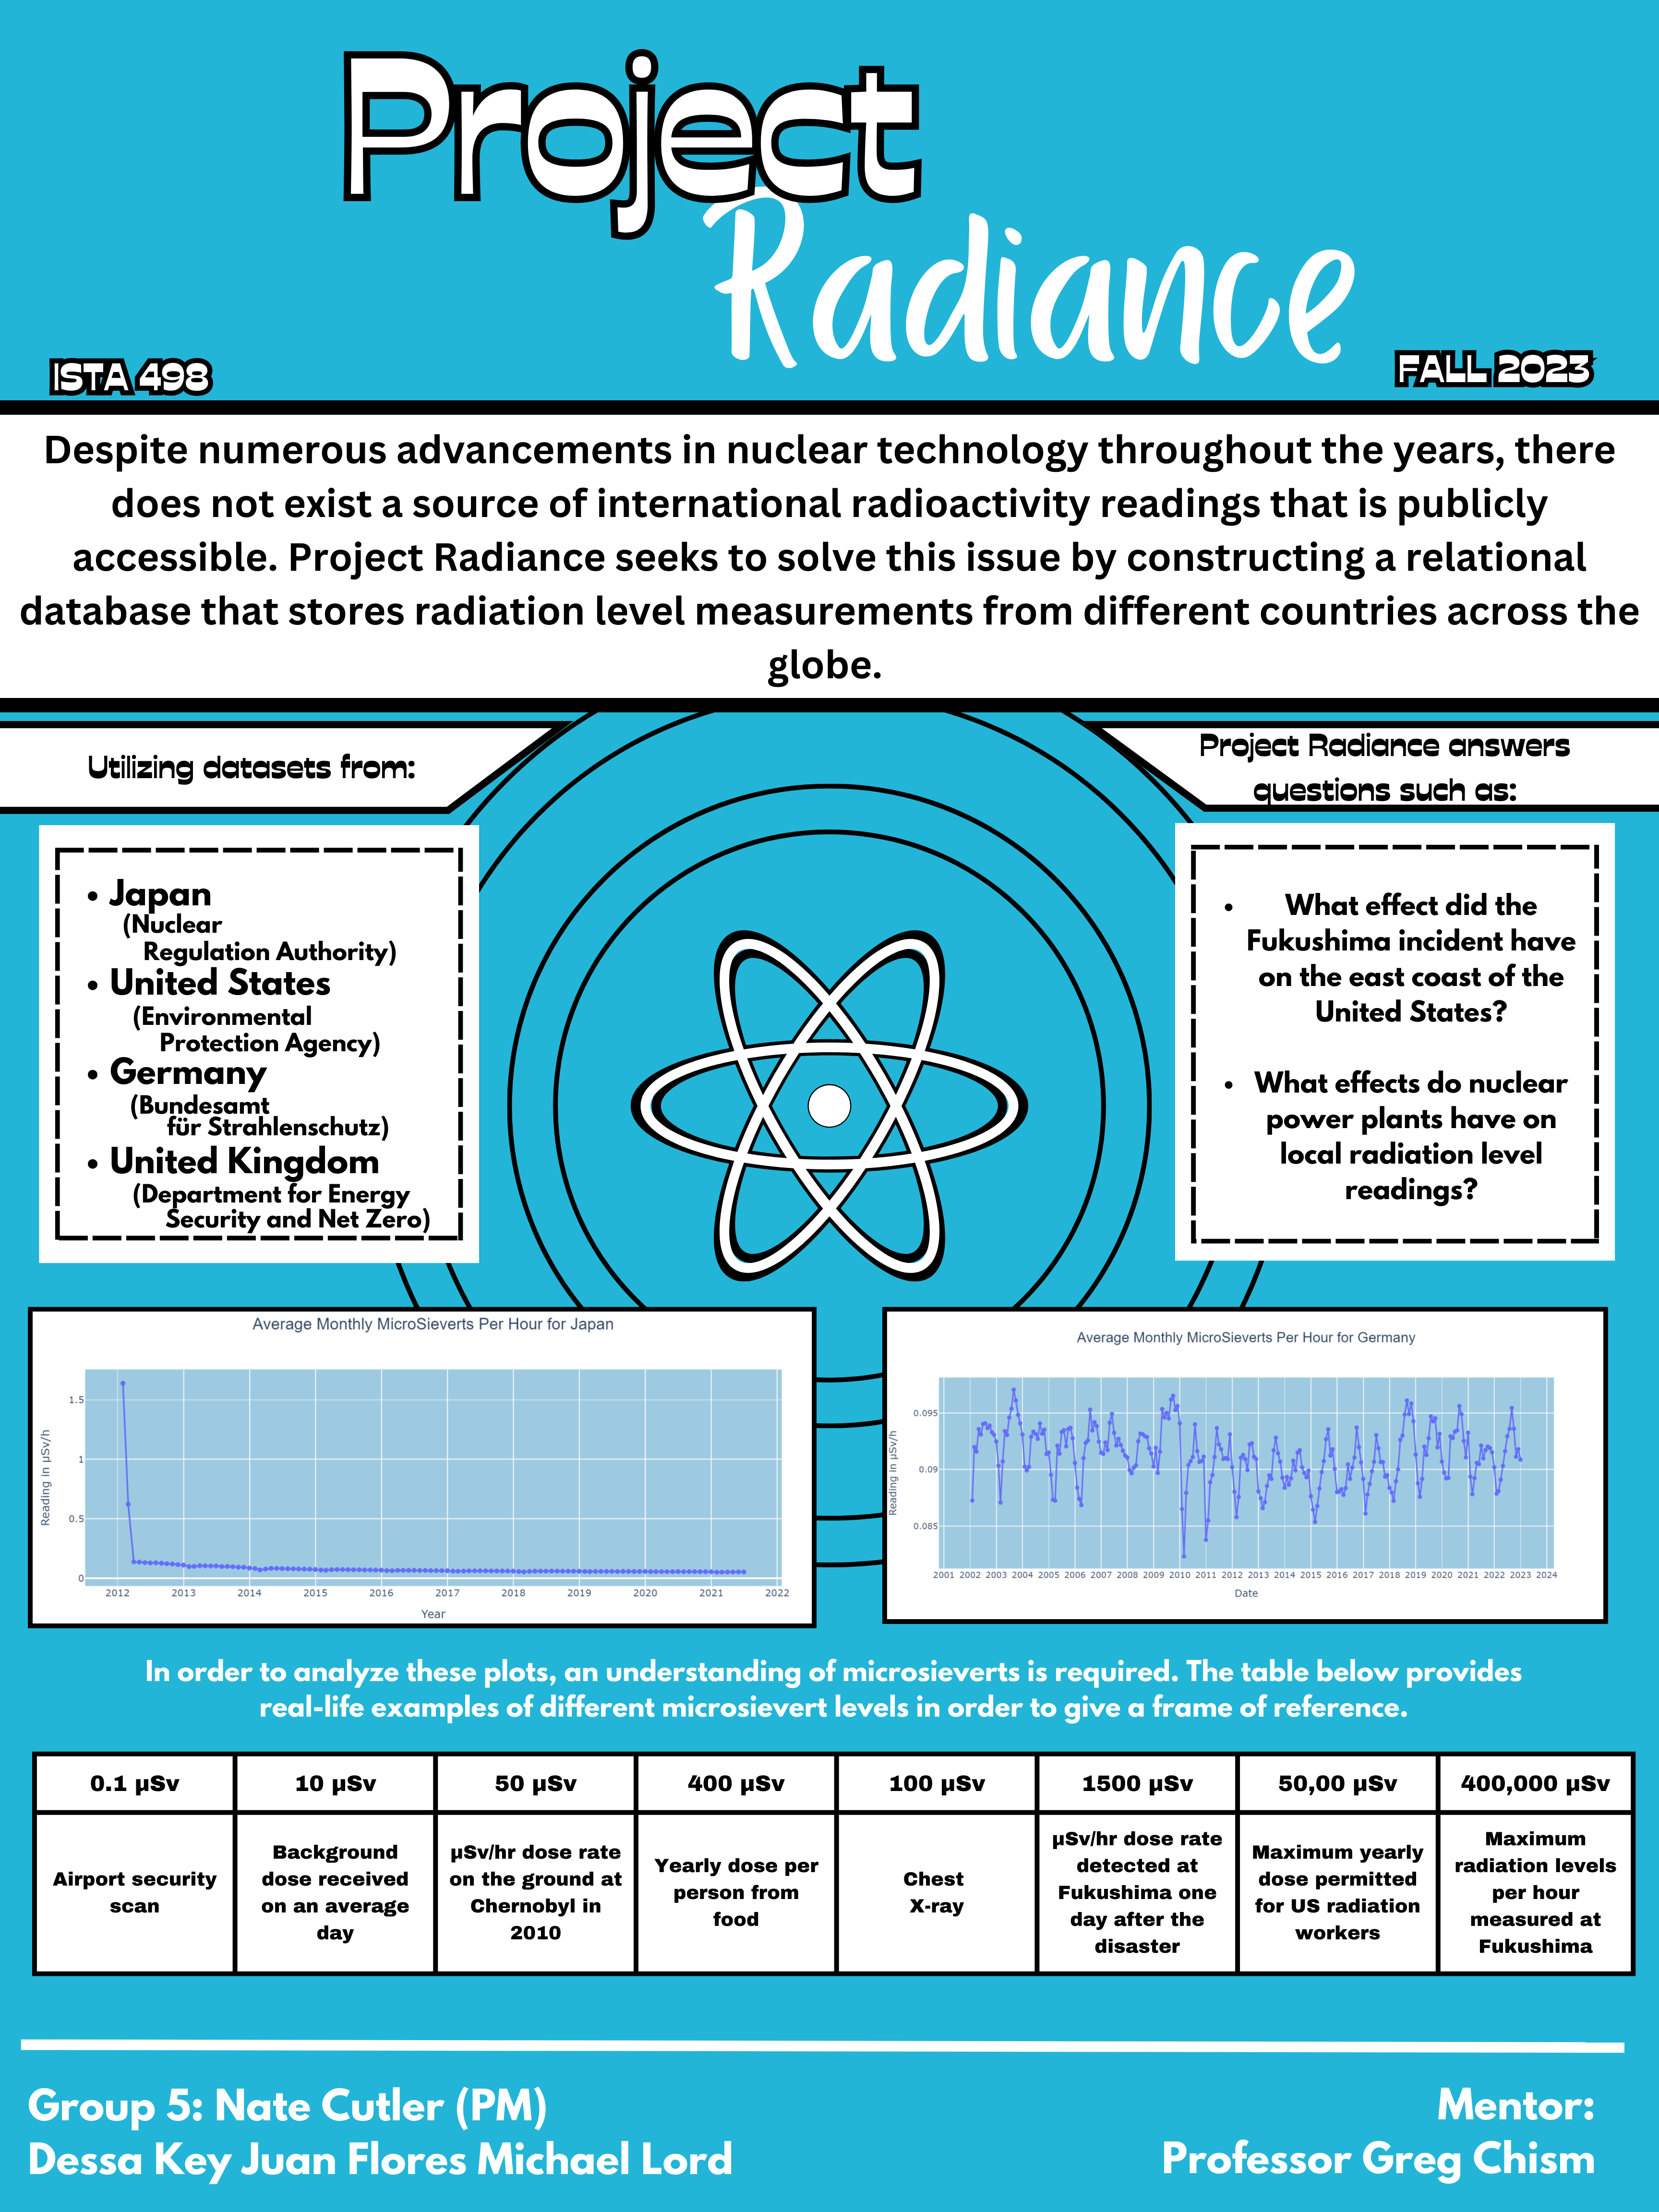 Project
Radiance
ISTA 498
FALL 2023
Despite numerous advancements in nuclear technology throughout the years, there
does not exist a source of international radioactivity readings that is publicly
accessible. Project Radiance seeks to solve this issue by constructing a relational
database that stores radiation level measurements from different countries across the
globe.
Utilizing datasets from:
• Japan
(Nuclear
Regulation Authority)
• United States
(Environmental
Protection Agency)
• Germany
(Bundesamt
für Strahlenschutz)
• United Kingdom
(Department for Energy
Security and Net Zero)
Project Radiance answers
questions such as:
• What effect did the
Fukushima incident have
on the east coast of the
United States?
• What effects do nuclear
power plants have on
local radiation level
readings?
Average Monthly MicroSieverts Per Hour for Japan
Reading in µSv/h
1.5
1
0.5
0
2012 2013 2014 2015 2016 2017 2018 2019 2020 2021 2022
Year
Average Monthly MicroSieverts Per Hour for Germany
Reading in µSv/h
0.095
0.09
0.085
2001 2002 2003 2004 2005 2006 2007 2008 2009 2010 2011 2012 2013 2014 2015 2016 2017 2018 2019 2020 2021 2022 2023 2024
Date
In order to analyze these plots, an understanding of microsieverts is required. The table below provides
real-life examples of different microsievert levels in order to give a frame of reference.
0.1 µSv
10 µSv
50 µSv
400 µSv
100 µSv
1500 µSv
50,00 µSv
400,000 µSv
Airport security
scan
Background
dose received
on an average
day
µSv/hr dose rate
on the ground at
Chernobyl in
2010
Yearly dose per
person from
food
Chest
X-ray
µSv/hr dose rate
detected at
Fukushima one
day after the
disaster
Maximum yearly
dose permitted
for US radiation
workers
Maximum
radiation levels
per hour
measured at
Fukushima
Group 5: Nate Cutler (PM)
Dessa Key Juan Flores Michael Lord
Mentor:
Professor Greg Chism